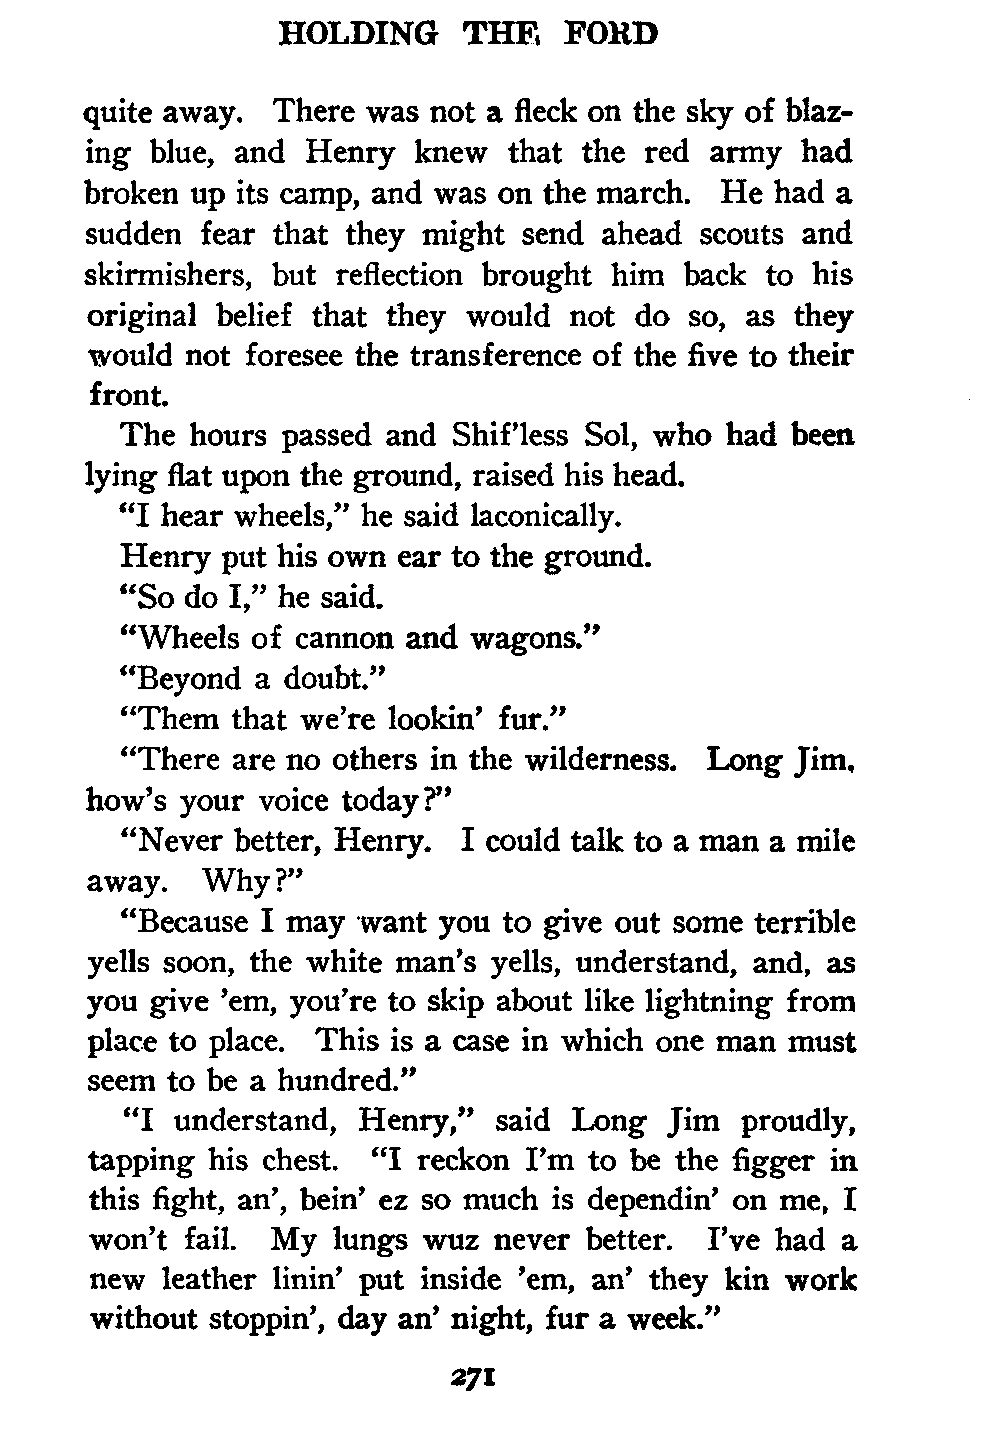 HOLDING THE FORD
quite away. There was not a fleck on the sky of blaz-
ing blue, and Henry knew that the red army had
broken up its camp, and was on the march. He had a
sudden fear that they might send ahead scouts and
skirmishers, but reflection brought him back to his
original belief that they would not do so, as they
would not foresee the transference of the five to their
front.
The hours passed and Shif'less Sol, who had been
lying flat upon the ground, raised his head.
“I hear wheels,” he said laconically.
Henry put his own ear to the ground.
“So do I,” he said.
“Wheels of cannon and wagons.”
“Beyond a doubt.”
“Them that we're lookin' fur.”
“There are no others in the wilderness. Long Jim,
how's your voice today?”
“Never better, Henry. I could talk to a man a mile
away. Why?”
“Because I may want you to give out some terrible
yells soon, the white man's yells, understand, and, as
you give 'em, you're to skip about like lightning from
place to place. This is a case in which one man must
seem to be a hundred.”
“I understand, Henry,” said Long Jim proudly,
tapping his chest. “I reckon I'm to be the figger in
this fight, an', bein' ez so much is dependin' on me, I
won't fail. My lungs wuz never better. I've had a
new leather linin' put inside 'em, an' they kin work
without stoppin', day an' night, fur a week.”
271